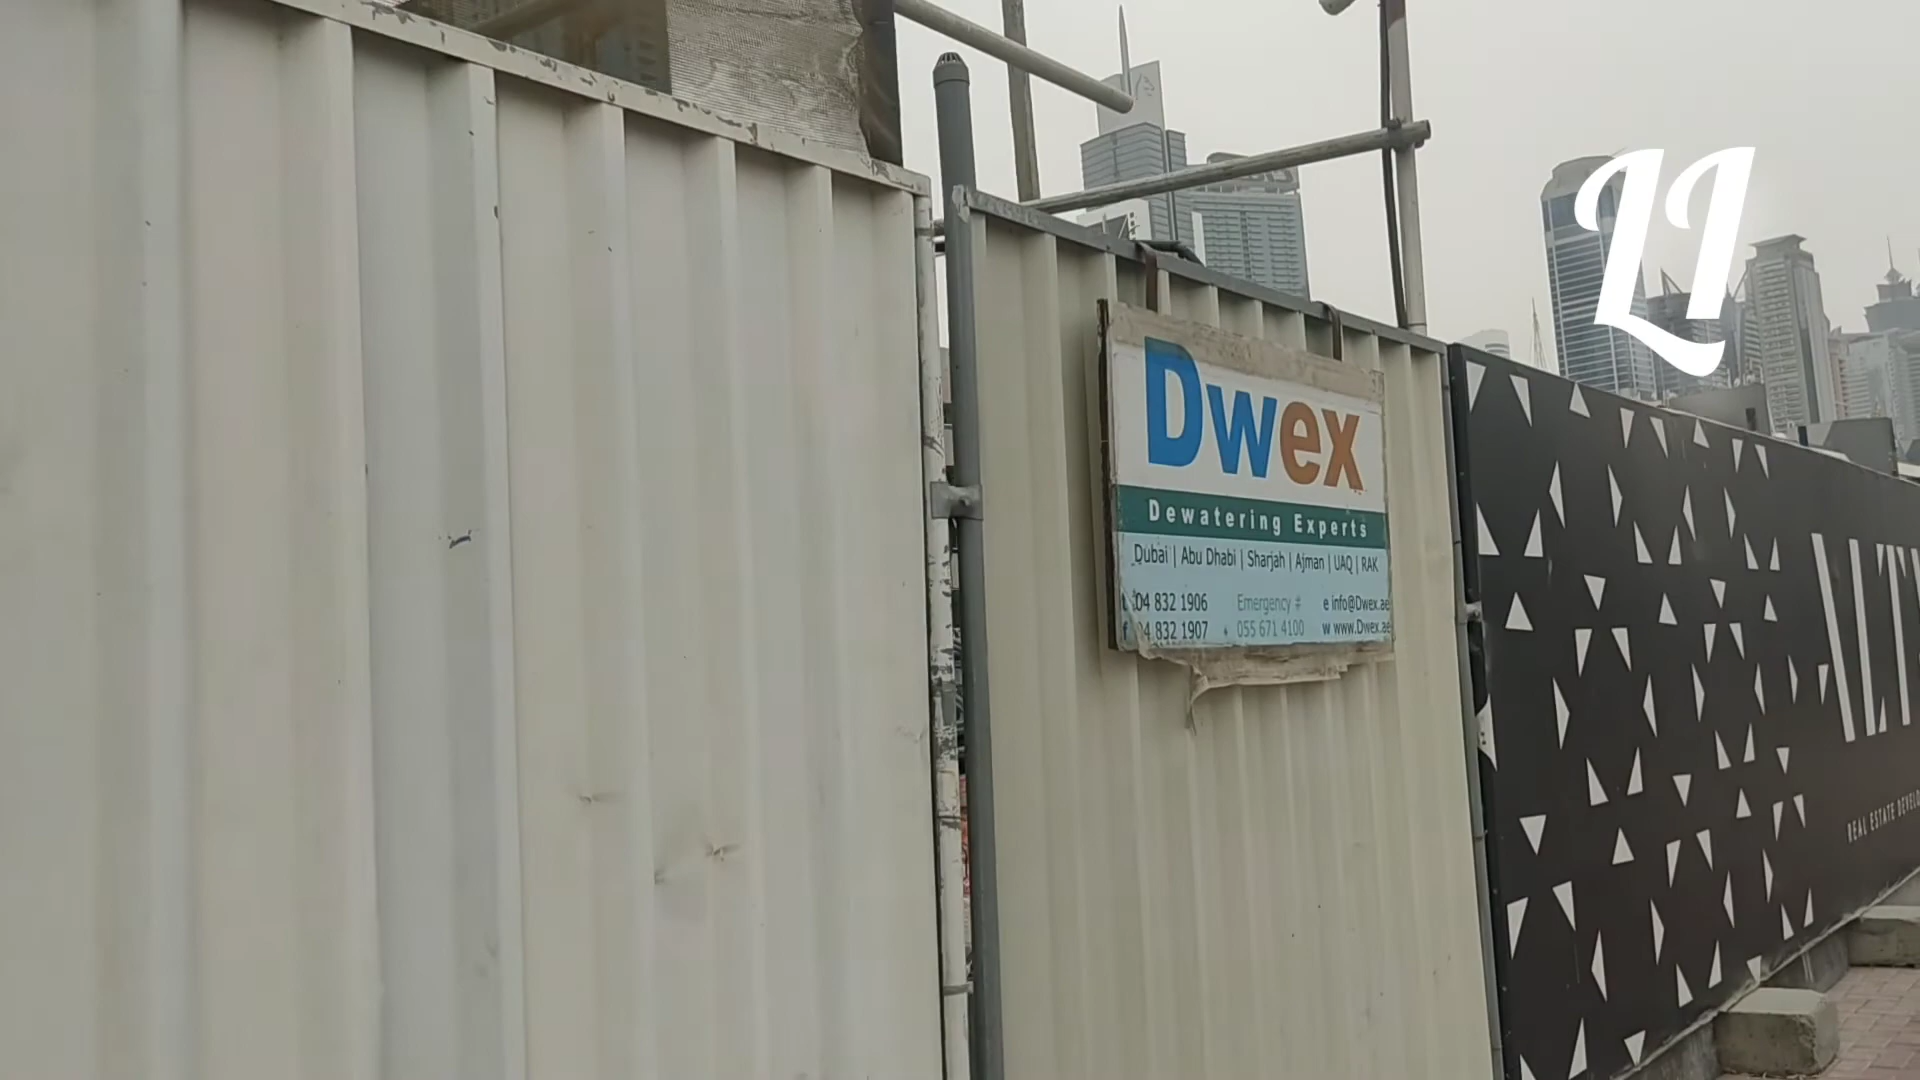 LI
Dwex
Dewatering Experts
Dubai | Abu Dhabi | Sharjah | Ajman | UAQ | RAK
t 04 832 1906 Emergency # e info@Dwex.ae
f 04 832 1907 055 671 4100 w www.Dwex.ae
REAL ESTATE